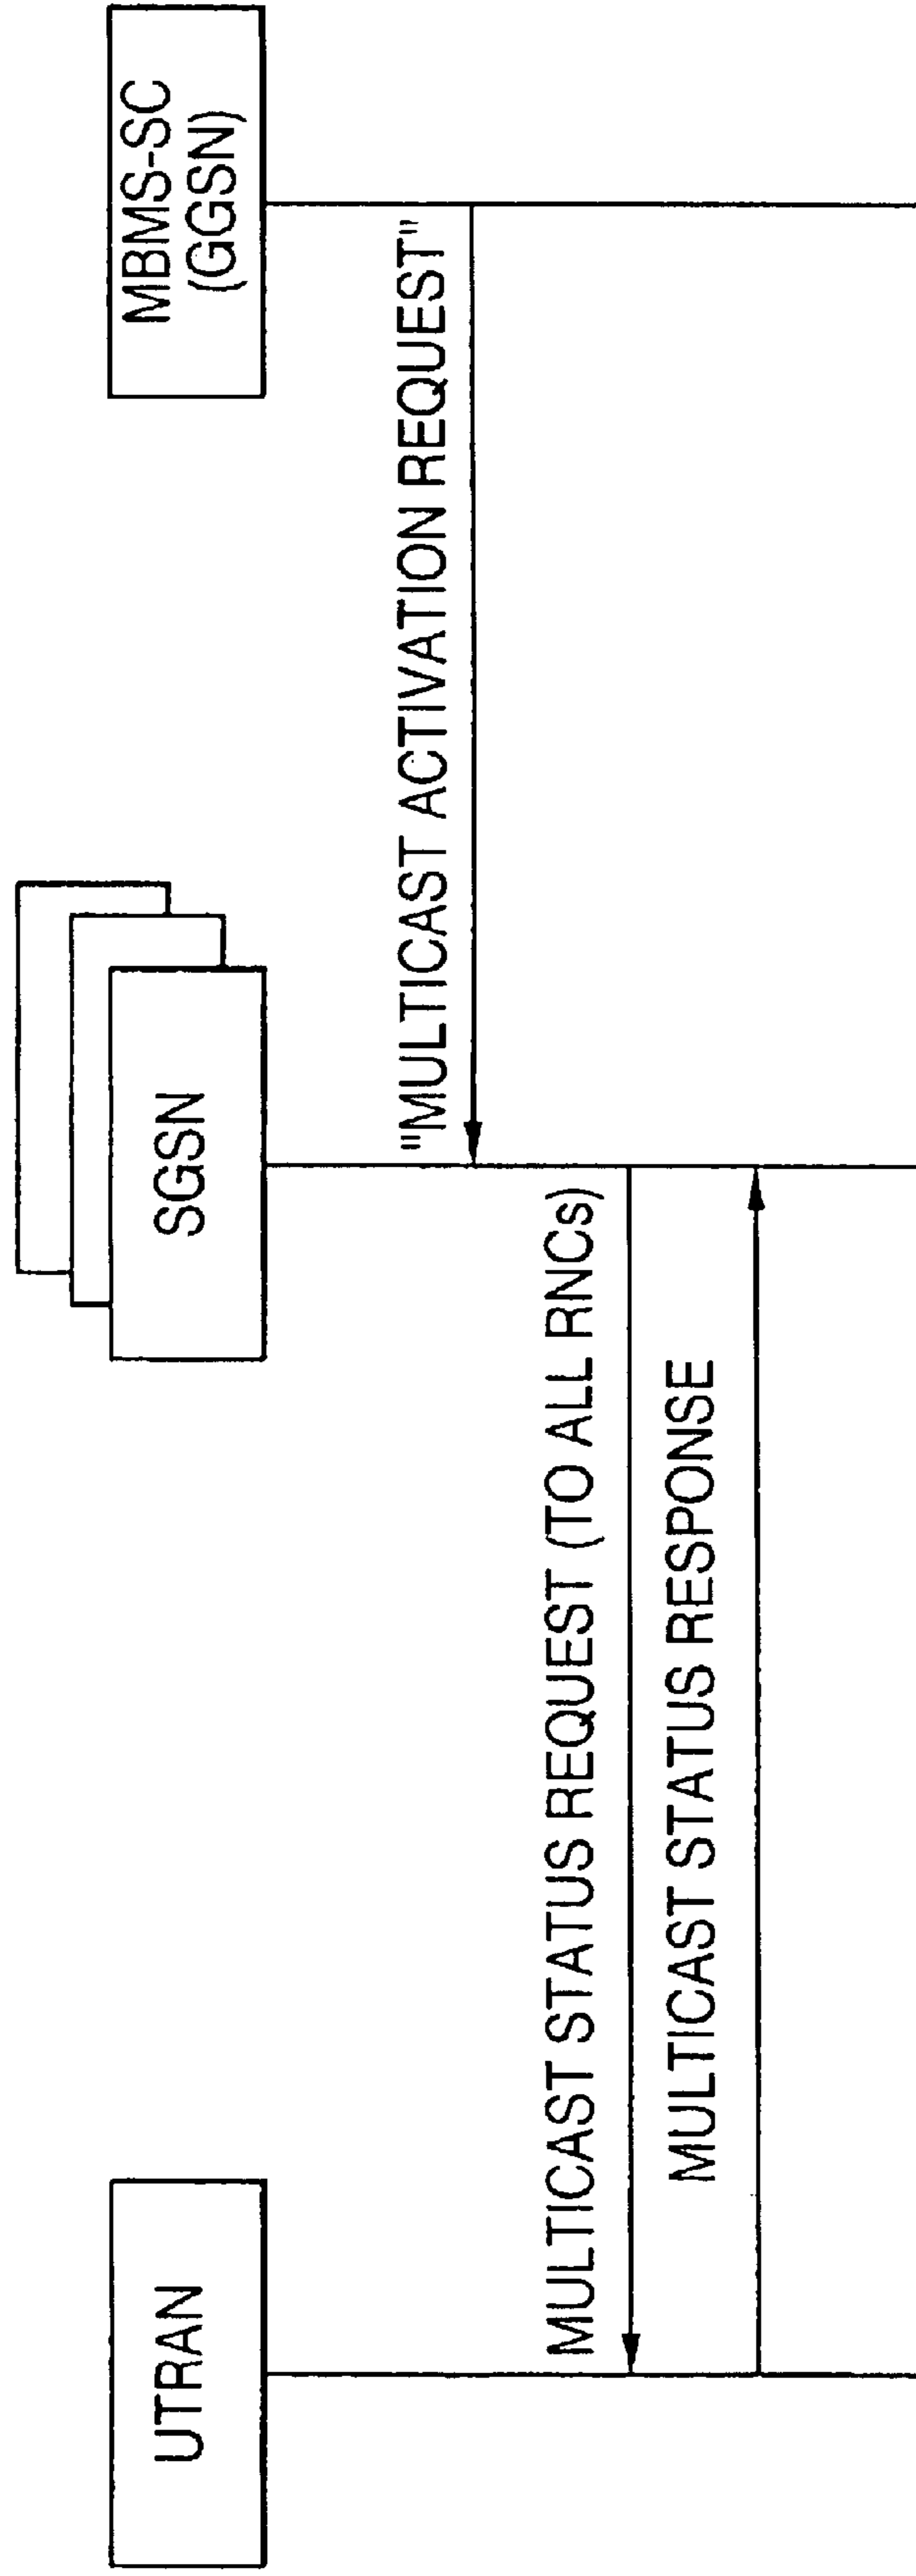 UTRAN
SGSN
MBMS-SC
(GGSN)
"MULTICAST ACTIVATION REQUEST"
MULTICAST STATUS REQUEST (TO ALL RNCs)
MULTICAST STATUS RESPONSE